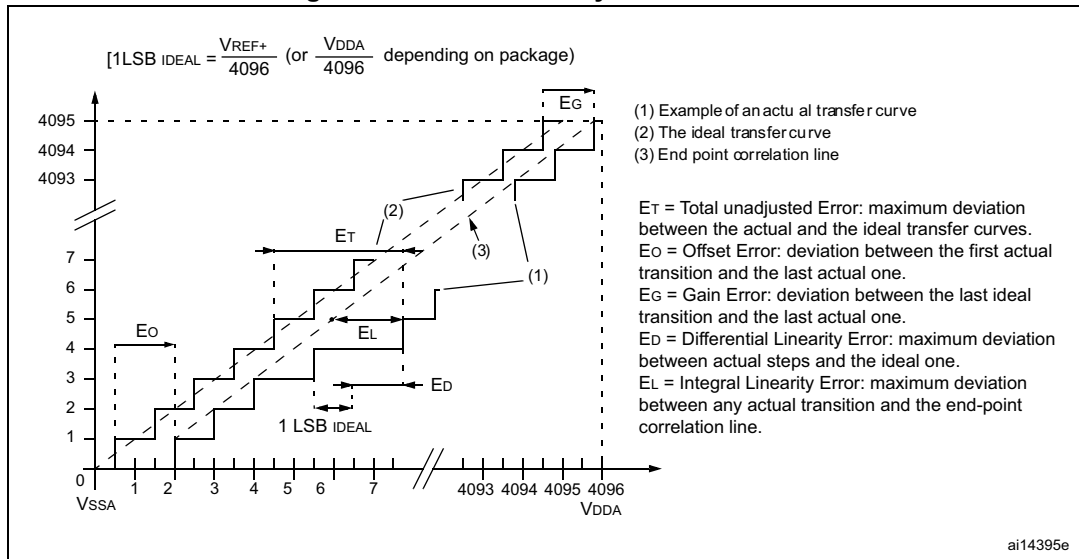 [1LSB IDEAL = VREF+ / 4096 (or VDDA / 4096 depending on package)
EG
4095
4094
4093
7
6
5
4
3
2
1
0
(1) Example of an actu al transfer curve
(2) The ideal transfer curve
(3) End point correlation line
ET = Total unadjusted Error: maximum deviation
between the actual and the ideal transfer curves.
EO = Offset Error: deviation between the first actual
transition and the last actual one.
EG = Gain Error: deviation between the last ideal
transition and the last actual one.
ED = Differential Linearity Error: maximum deviation
between actual steps and the ideal one.
EL = Integral Linearity Error: maximum deviation
between any actual transition and the end-point
correlation line.
(2)
ET
(3)
(1)
EO
EL
ED
1 LSB IDEAL
1 2 3 4 5 6 7 4093 4094 4095 4096
VSSA
VDDA
ai14395e